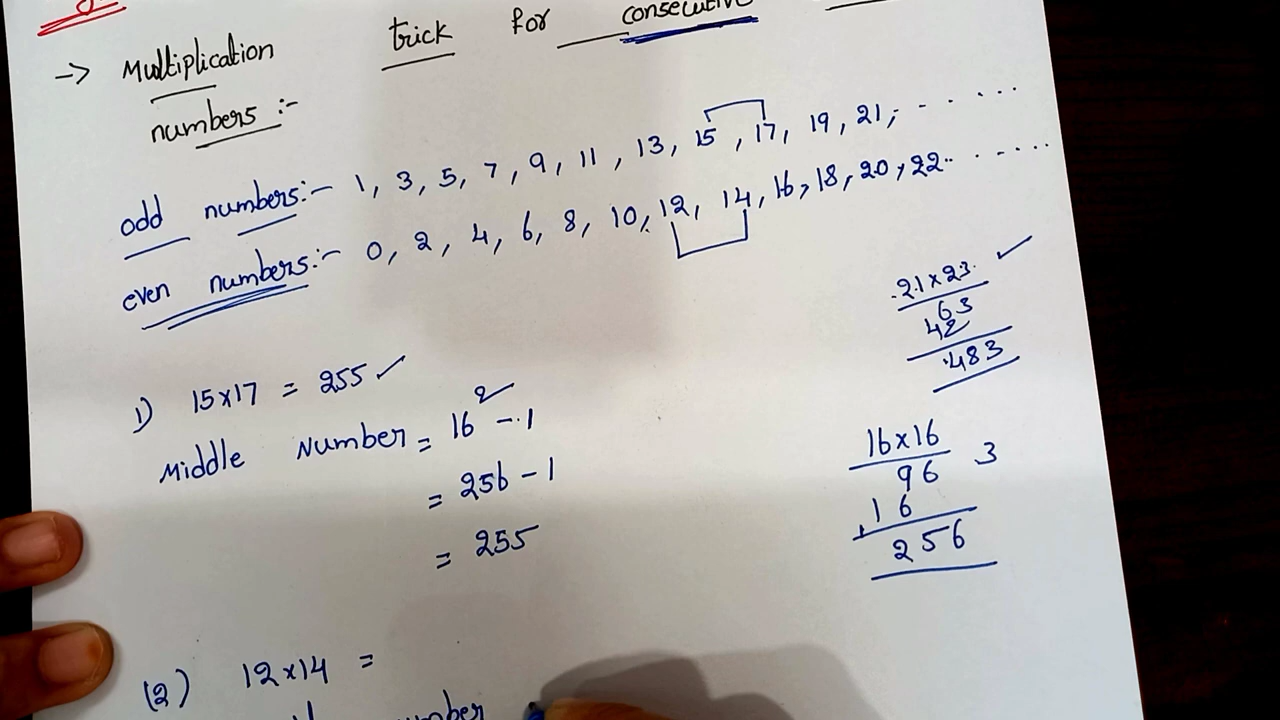 -> Multiplication trick for consecutive
numbers :-
odd numbers:- 1, 3, 5, 7, 9, 11, 13, 15, 17, 19, 21, - . . . .
even numbers:- 0, 2, 4, 6, 8, 10, 12, 14, 16, 18, 20, 22 . . . . . .
1) 15x17 = 255 ✓
Middle Number = 16² - 1
= 256 - 1
= 255
(2) 12x14 =
number
21x23 ✓
63
42
483
16x16
96 3
16
256